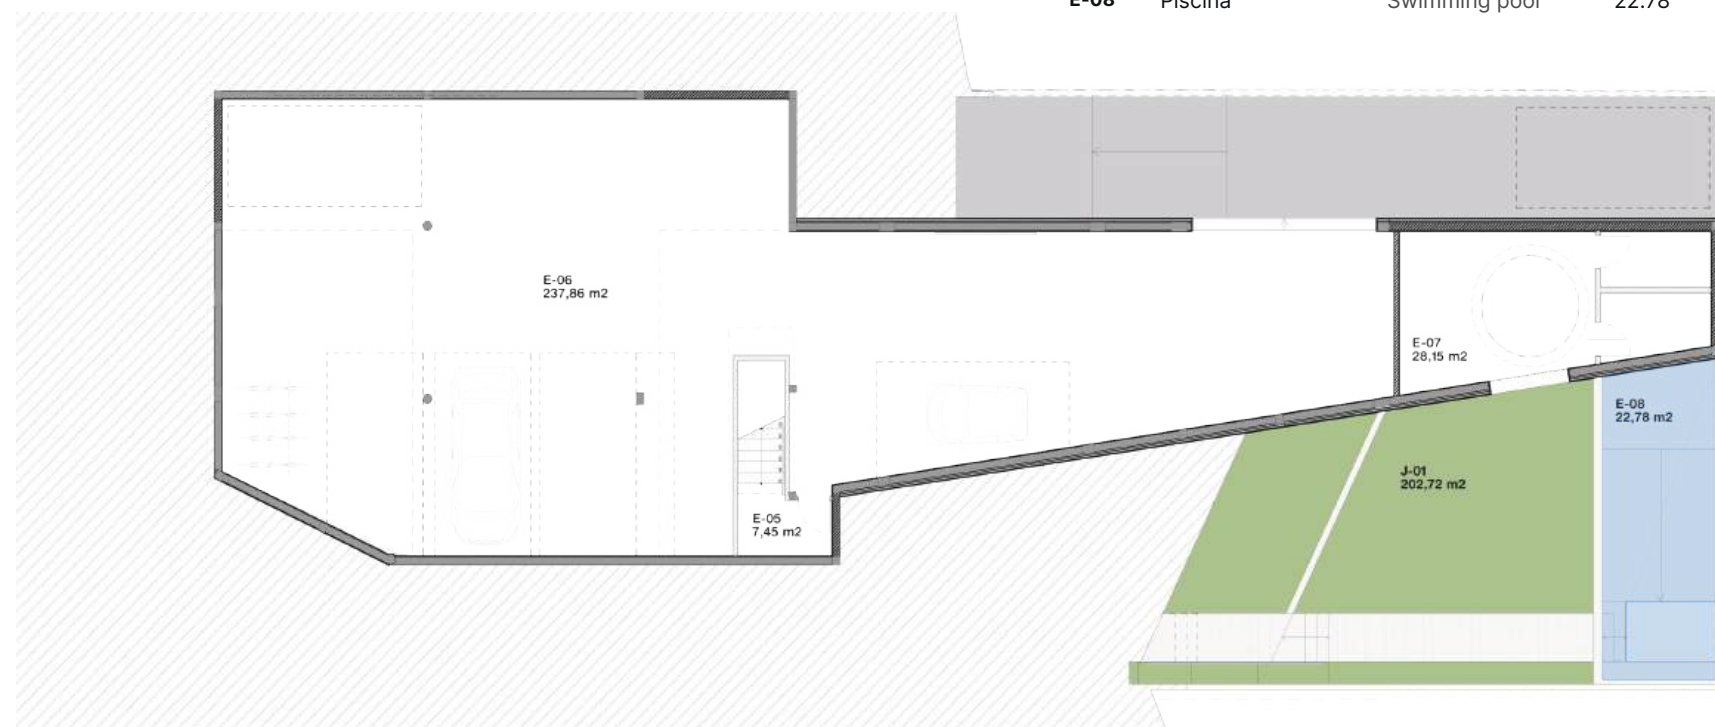 E-08 Piscina Swimming pool 22.78
E-06
237,86 m2
E-07
28,15 m2
E-08
22,78 m2
J-01
202,72 m2
E-05
7,45 m2